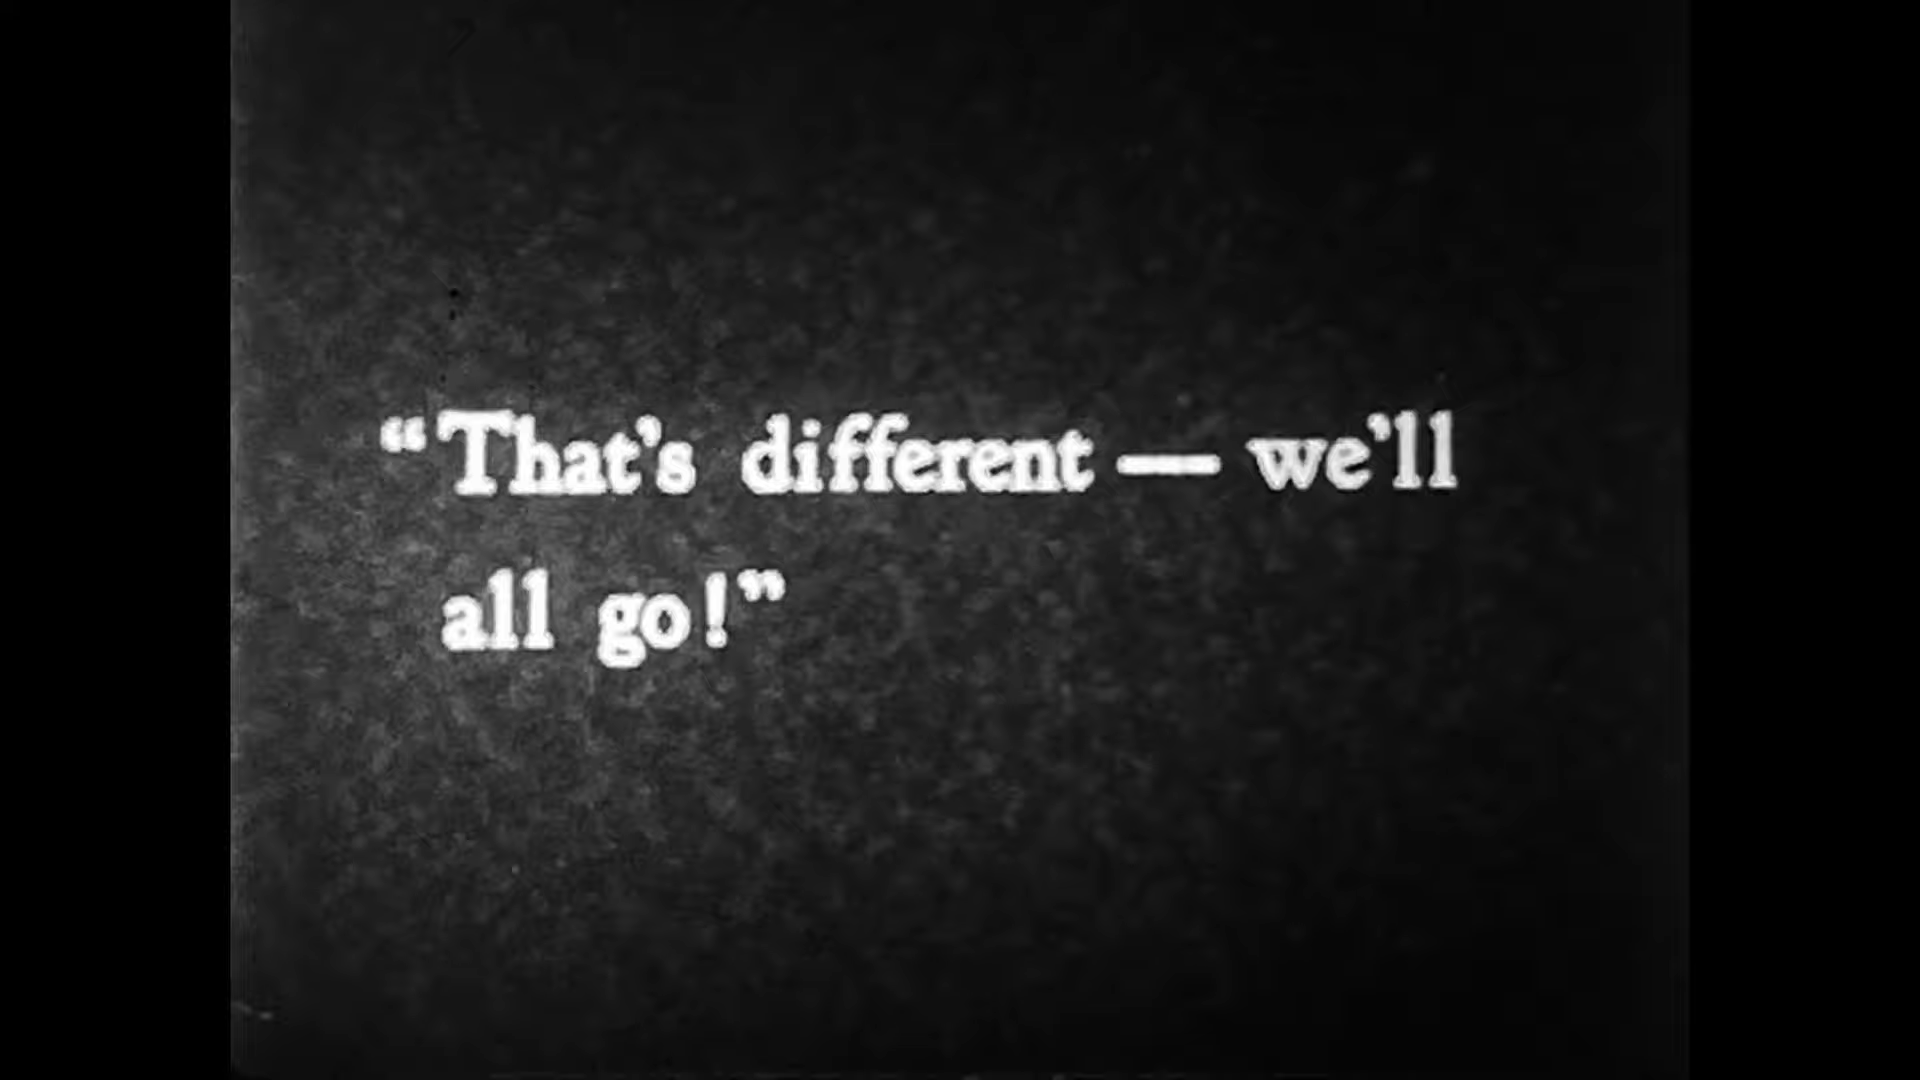 “That’s different — we’ll
all go!”